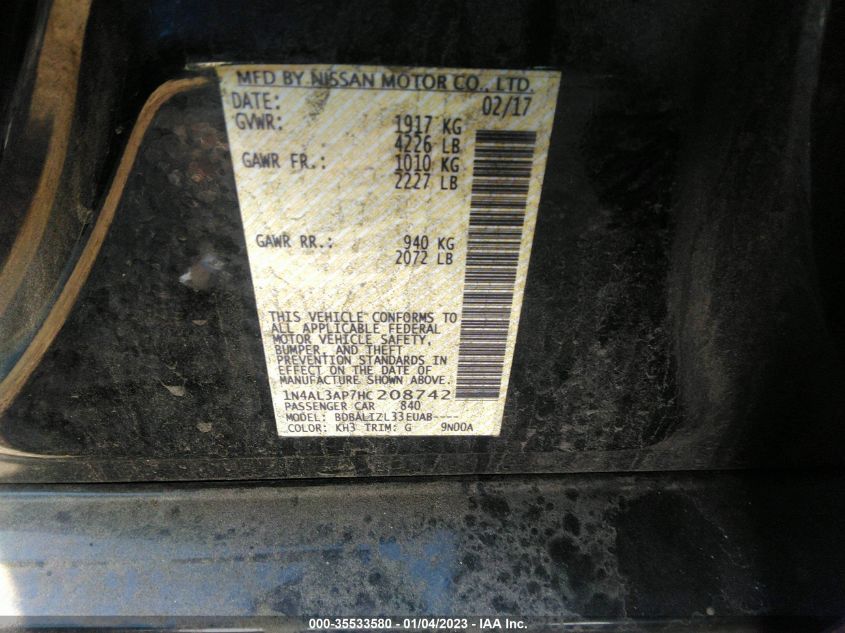 MFD BY NISSAN MOTOR CO., LTD.
DATE: 02/17
GVWR: 1917 KG
4226 LB
GAWR FR.: 1010 KG
2227 LB
GAWR RR.: 940 KG
2072 LB
THIS VEHICLE CONFORMS TO
ALL APPLICABLE FEDERAL
MOTOR VEHICLE SAFETY,
BUMPER, AND THEFT
PREVENTION STANDARDS IN
EFFECT ON THE DATE OF
MANUFACTURE SHOWN ABOVE.
1N4AL3AP7HC208742
PASSENGER CAR 840
MODEL: BDBALIZL33EUAB----
COLOR: KH3 TRIM: G 9N00A
000-35533580 - 01/04/2023 - IAA Inc.